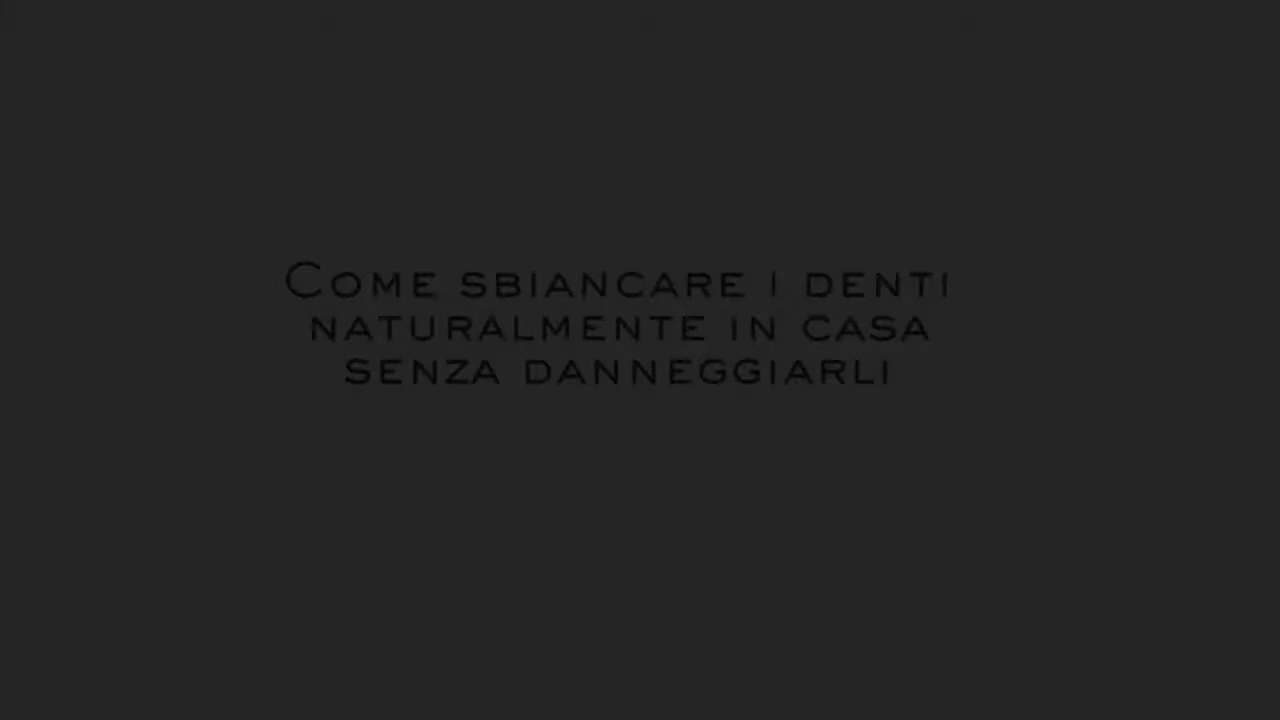 Come sbiancare i denti
naturalmente in casa
senza danneggiarli